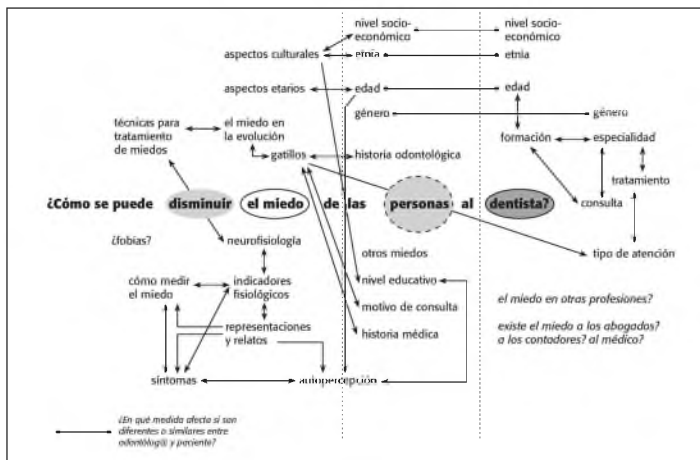 nivel socio-
económico
nivel socio-
económico
aspectos culturales
etnia
etnia
aspectos etarios
edad
edad
género
género
técnicas para
tratamiento
de miedos
el miedo en
la evolución
formación
especialidad
gatillos
historia odontológica
tratamiento
¿Cómo se puede disminuir el miedo de las personas al dentista?
consulta
¿fobias?
neurofisiología
otros miedos
tipo de atención
cómo medir
el miedo
indicadores
fisiológicos
nivel educativo
motivo de consulta
el miedo en otras profesiones?
representaciones
y relatos
historia médica
existe el miedo a los abogados?
a los contadores? al médico?
síntomas
autopercepción
¿En qué medida afecta si son
diferentes o similares entre
odontólog@ y paciente?